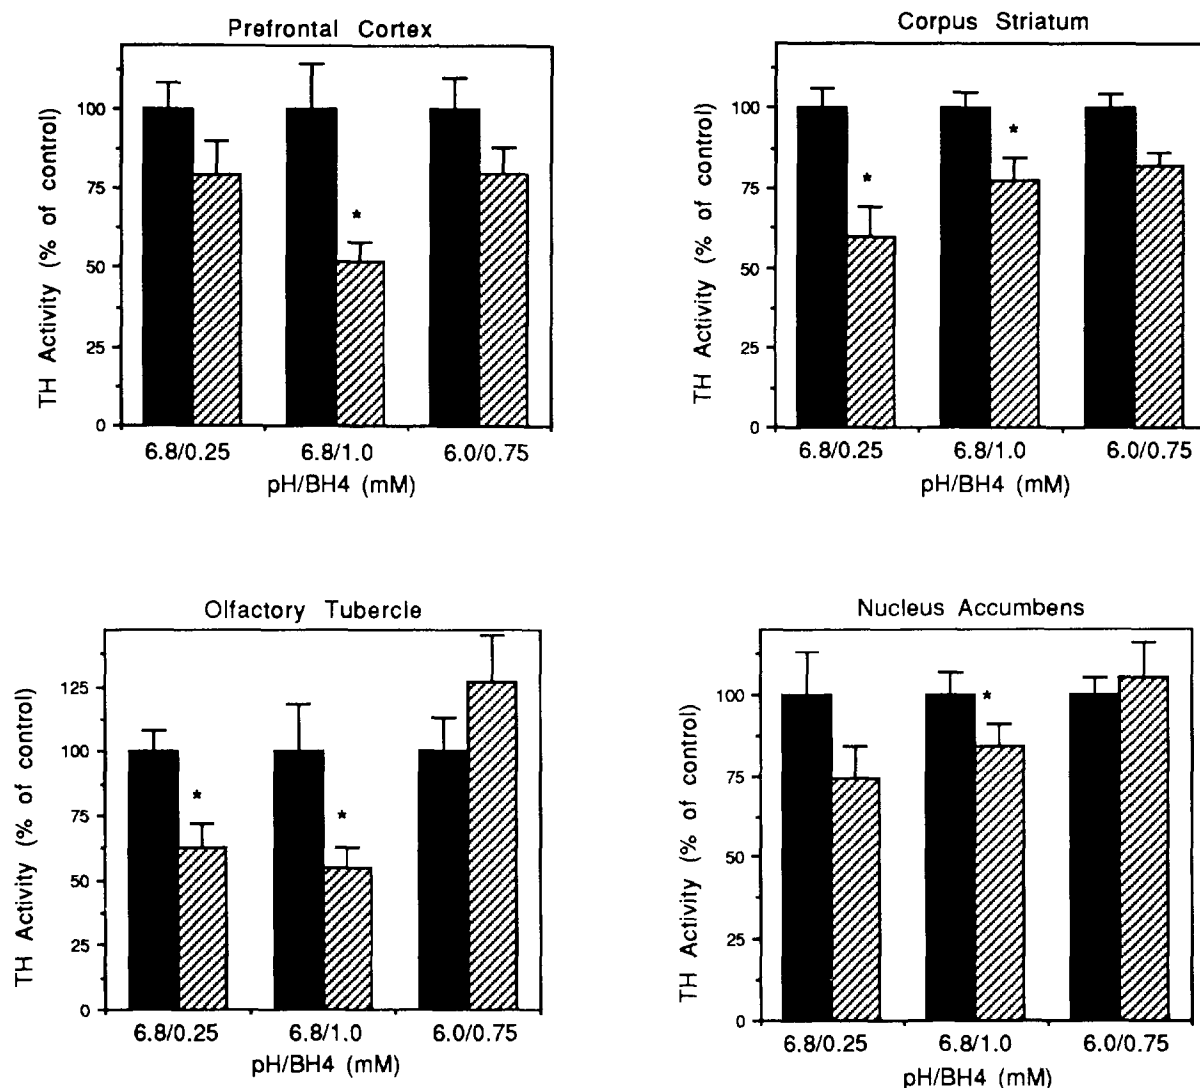 Prefrontal Cortex
TH Activity (% of control)
100
75
50
25
0
*
6.8/0.25 6.8/1.0 6.0/0.75
pH/BH4 (mM)
Corpus Striatum
TH Activity (% of control)
100
75
50
25
0
* *
6.8/0.25 6.8/1.0 6.0/0.75
pH/BH4 (mM)
Olfactory Tubercle
TH Activity (% of control)
125
100
75
50
25
0
* *
6.8/0.25 6.8/1.0 6.0/0.75
pH/BH4 (mM)
Nucleus Accumbens
TH Activity (% of control)
100
75
50
25
0
*
6.8/0.25 6.8/1.0 6.0/0.75
pH/BH4 (mM)